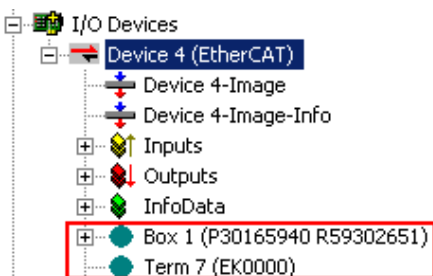 I/O Devices
Device 4 (EtherCAT)
Device 4-Image
Device 4-Image-Info
Inputs
Outputs
InfoData
Box 1 (P30165940 R59302651)
Term 7 (EK0000)